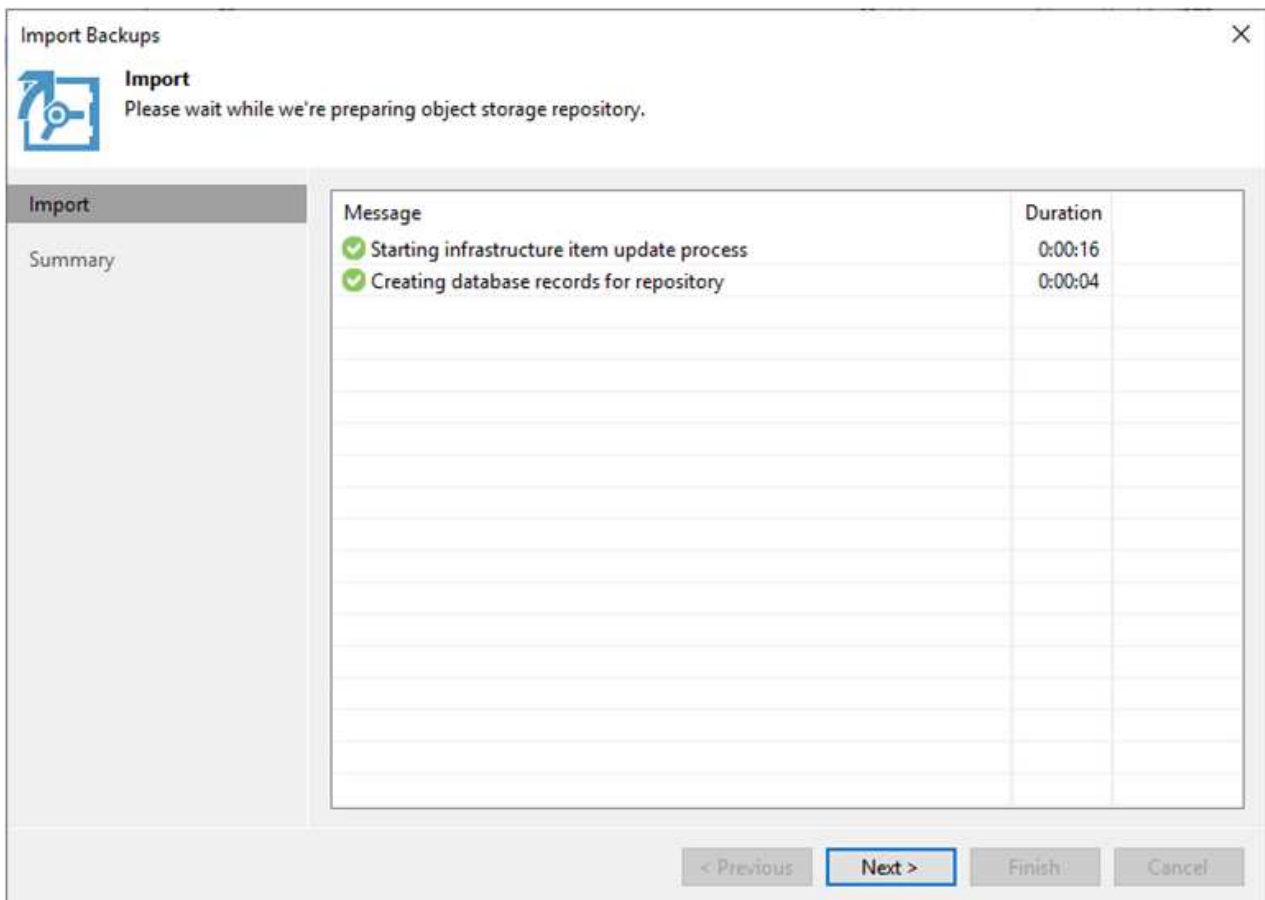 Import Backups
Import
Please wait while we're preparing object storage repository.
Import
Summary
Message Duration
Starting infrastructure item update process 0:00:16
Creating database records for repository 0:00:04
< Previous Next > Finish Cancel